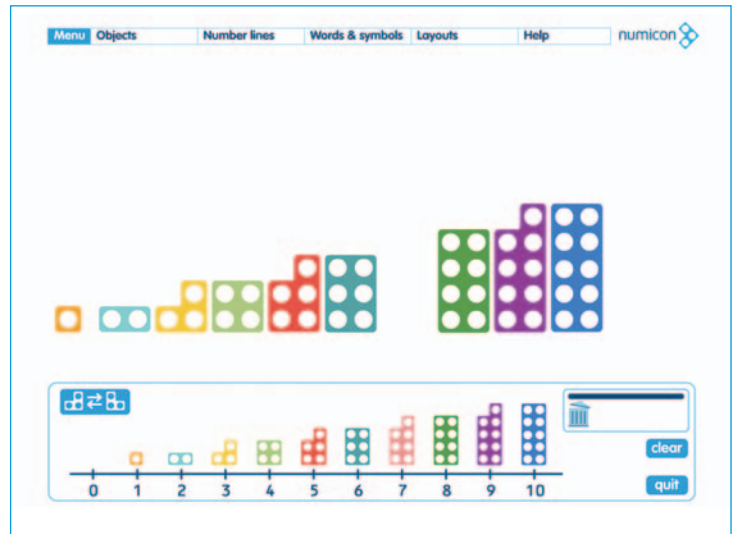 Menu Objects Number lines Words & symbols Layouts Help numicon
clear
0 1 2 3 4 5 6 7 8 9 10
quit